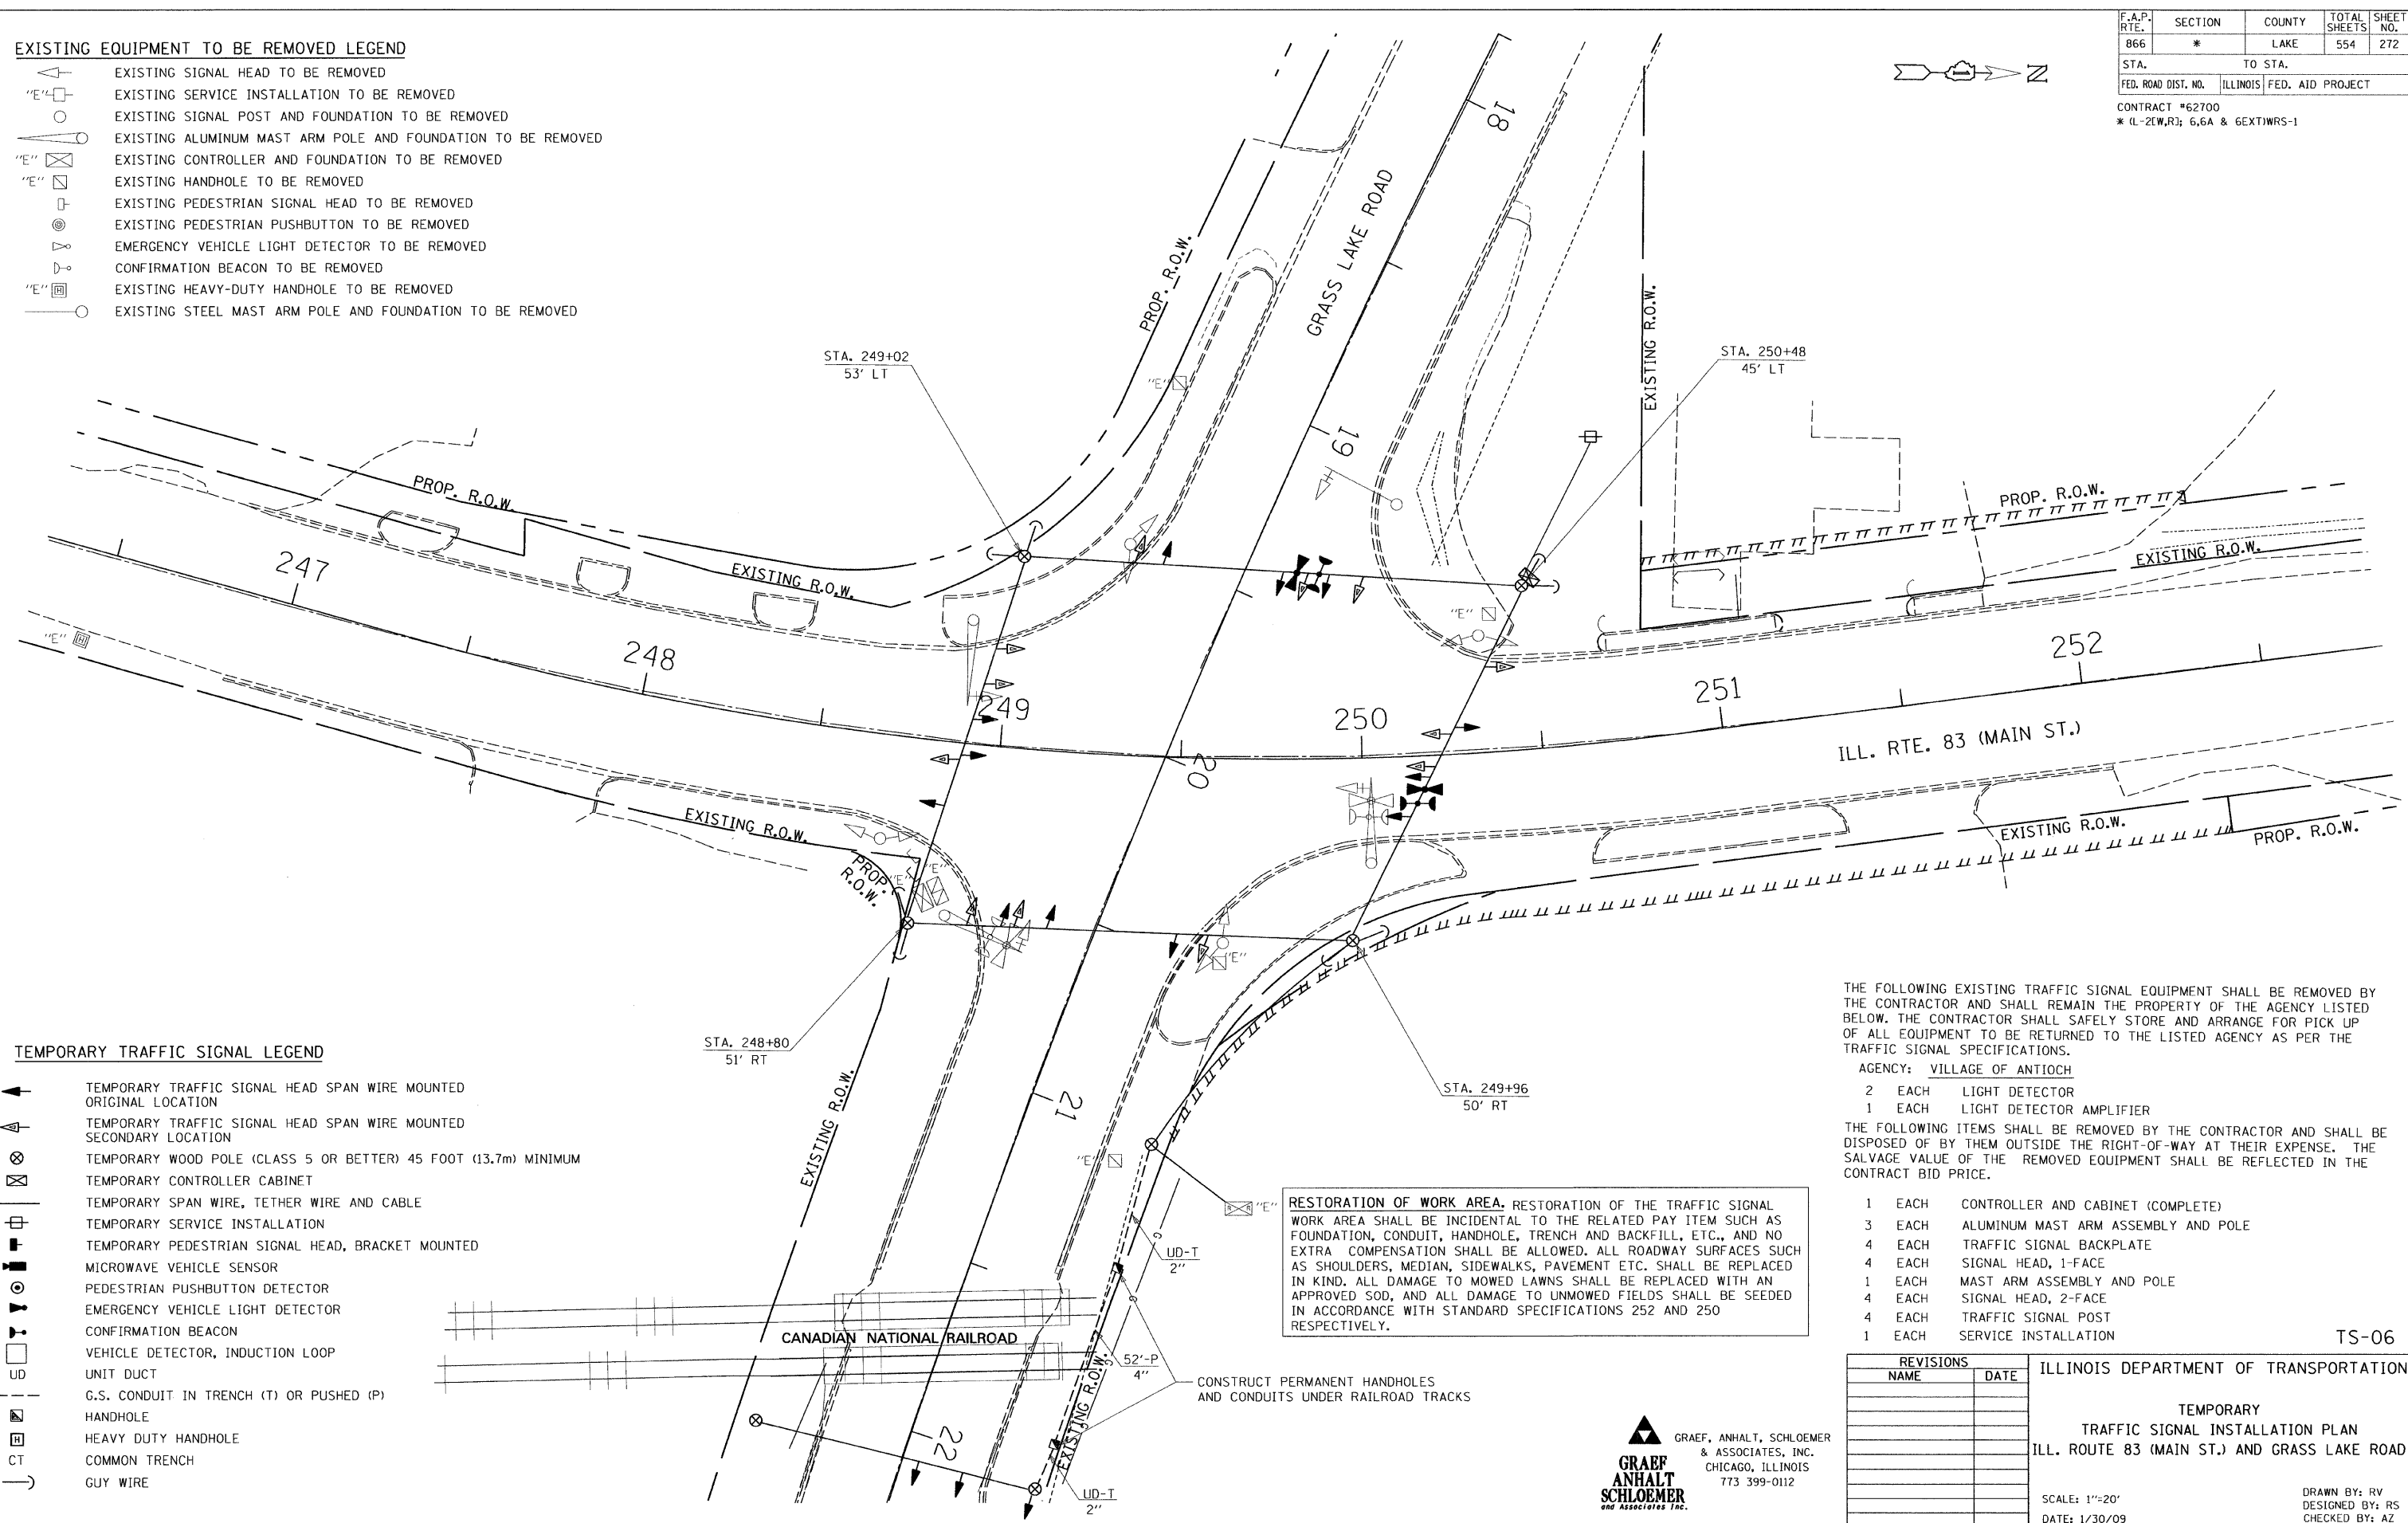 F.A.P. RTE. SECTION COUNTY TOTAL SHEETS SHEET NO.
866 * LAKE 554 272
STA. TO STA.
FED. ROAD DIST. NO. ILLINOIS FED. AID PROJECT
CONTRACT #62700
* (L-2[W,R]; 6,6A & 6EXT)WRS-1
N
EXISTING EQUIPMENT TO BE REMOVED LEGEND
EXISTING SIGNAL HEAD TO BE REMOVED
"E" EXISTING SERVICE INSTALLATION TO BE REMOVED
EXISTING SIGNAL POST AND FOUNDATION TO BE REMOVED
EXISTING ALUMINUM MAST ARM POLE AND FOUNDATION TO BE REMOVED
"E" EXISTING CONTROLLER AND FOUNDATION TO BE REMOVED
"E" EXISTING HANDHOLE TO BE REMOVED
EXISTING PEDESTRIAN SIGNAL HEAD TO BE REMOVED
EXISTING PEDESTRIAN PUSHBUTTON TO BE REMOVED
EMERGENCY VEHICLE LIGHT DETECTOR TO BE REMOVED
CONFIRMATION BEACON TO BE REMOVED
"E" H EXISTING HEAVY-DUTY HANDHOLE TO BE REMOVED
EXISTING STEEL MAST ARM POLE AND FOUNDATION TO BE REMOVED
18
GRASS LAKE ROAD
PROP. R.O.W.
EXISTING R.O.W.
STA. 249+02
53' LT
STA. 250+48
45' LT
"E"
19
PROP. R.O.W.
PROP. R.O.W.
EXISTING R.O.W.
EXISTING R.O.W.
247
"E" H
"E"
248
249
250
251
252
ILL. RTE. 83 (MAIN ST.)
20
EXISTING R.O.W.
EXISTING R.O.W.
PROP. R.O.W.
PROP.
R.O.W.
"E"
"E"
"E"
STA. 248+80
51' RT
STA. 249+96
50' RT
21
EXISTING R.O.W.
"E"
"E"
UD-T
2"
G
G
G
CANADIAN NATIONAL RAILROAD
52'-P
4"
EXISTING R.O.W.
CONSTRUCT PERMANENT HANDHOLES
AND CONDUITS UNDER RAILROAD TRACKS
22
UD-T
2"
TEMPORARY TRAFFIC SIGNAL LEGEND
TEMPORARY TRAFFIC SIGNAL HEAD SPAN WIRE MOUNTED
ORIGINAL LOCATION
TEMPORARY TRAFFIC SIGNAL HEAD SPAN WIRE MOUNTED
SECONDARY LOCATION
TEMPORARY WOOD POLE (CLASS 5 OR BETTER) 45 FOOT (13.7m) MINIMUM
TEMPORARY CONTROLLER CABINET
TEMPORARY SPAN WIRE, TETHER WIRE AND CABLE
TEMPORARY SERVICE INSTALLATION
TEMPORARY PEDESTRIAN SIGNAL HEAD, BRACKET MOUNTED
MICROWAVE VEHICLE SENSOR
PEDESTRIAN PUSHBUTTON DETECTOR
EMERGENCY VEHICLE LIGHT DETECTOR
CONFIRMATION BEACON
VEHICLE DETECTOR, INDUCTION LOOP
UD UNIT DUCT
G.S. CONDUIT IN TRENCH (T) OR PUSHED (P)
HANDHOLE
H HEAVY DUTY HANDHOLE
CT COMMON TRENCH
GUY WIRE
RESTORATION OF WORK AREA. RESTORATION OF THE TRAFFIC SIGNAL
WORK AREA SHALL BE INCIDENTAL TO THE RELATED PAY ITEM SUCH AS
FOUNDATION, CONDUIT, HANDHOLE, TRENCH AND BACKFILL, ETC., AND NO
EXTRA COMPENSATION SHALL BE ALLOWED. ALL ROADWAY SURFACES SUCH
AS SHOULDERS, MEDIAN, SIDEWALKS, PAVEMENT ETC. SHALL BE REPLACED
IN KIND. ALL DAMAGE TO MOWED LAWNS SHALL BE REPLACED WITH AN
APPROVED SOD, AND ALL DAMAGE TO UNMOWED FIELDS SHALL BE SEEDED
IN ACCORDANCE WITH STANDARD SPECIFICATIONS 252 AND 250
RESPECTIVELY.
THE FOLLOWING EXISTING TRAFFIC SIGNAL EQUIPMENT SHALL BE REMOVED BY
THE CONTRACTOR AND SHALL REMAIN THE PROPERTY OF THE AGENCY LISTED
BELOW. THE CONTRACTOR SHALL SAFELY STORE AND ARRANGE FOR PICK UP
OF ALL EQUIPMENT TO BE RETURNED TO THE LISTED AGENCY AS PER THE
TRAFFIC SIGNAL SPECIFICATIONS.
AGENCY: VILLAGE OF ANTIOCH
2 EACH LIGHT DETECTOR
1 EACH LIGHT DETECTOR AMPLIFIER
THE FOLLOWING ITEMS SHALL BE REMOVED BY THE CONTRACTOR AND SHALL BE
DISPOSED OF BY THEM OUTSIDE THE RIGHT-OF-WAY AT THEIR EXPENSE. THE
SALVAGE VALUE OF THE REMOVED EQUIPMENT SHALL BE REFLECTED IN THE
CONTRACT BID PRICE.
1 EACH CONTROLLER AND CABINET (COMPLETE)
3 EACH ALUMINUM MAST ARM ASSEMBLY AND POLE
4 EACH TRAFFIC SIGNAL BACKPLATE
4 EACH SIGNAL HEAD, 1-FACE
1 EACH MAST ARM ASSEMBLY AND POLE
4 EACH SIGNAL HEAD, 2-FACE
4 EACH TRAFFIC SIGNAL POST
1 EACH SERVICE INSTALLATION
TS-06
GRAEF
ANHALT
SCHLOEMER
and Associates Inc.
GRAEF, ANHALT, SCHLOEMER
& ASSOCIATES, INC.
CHICAGO, ILLINOIS
773 399-0112
REVISIONS
NAME DATE
ILLINOIS DEPARTMENT OF TRANSPORTATION
TEMPORARY
TRAFFIC SIGNAL INSTALLATION PLAN
ILL. ROUTE 83 (MAIN ST.) AND GRASS LAKE ROAD
SCALE: 1"=20'
DATE: 1/30/09
DRAWN BY: RV
DESIGNED BY: RS
CHECKED BY: AZ